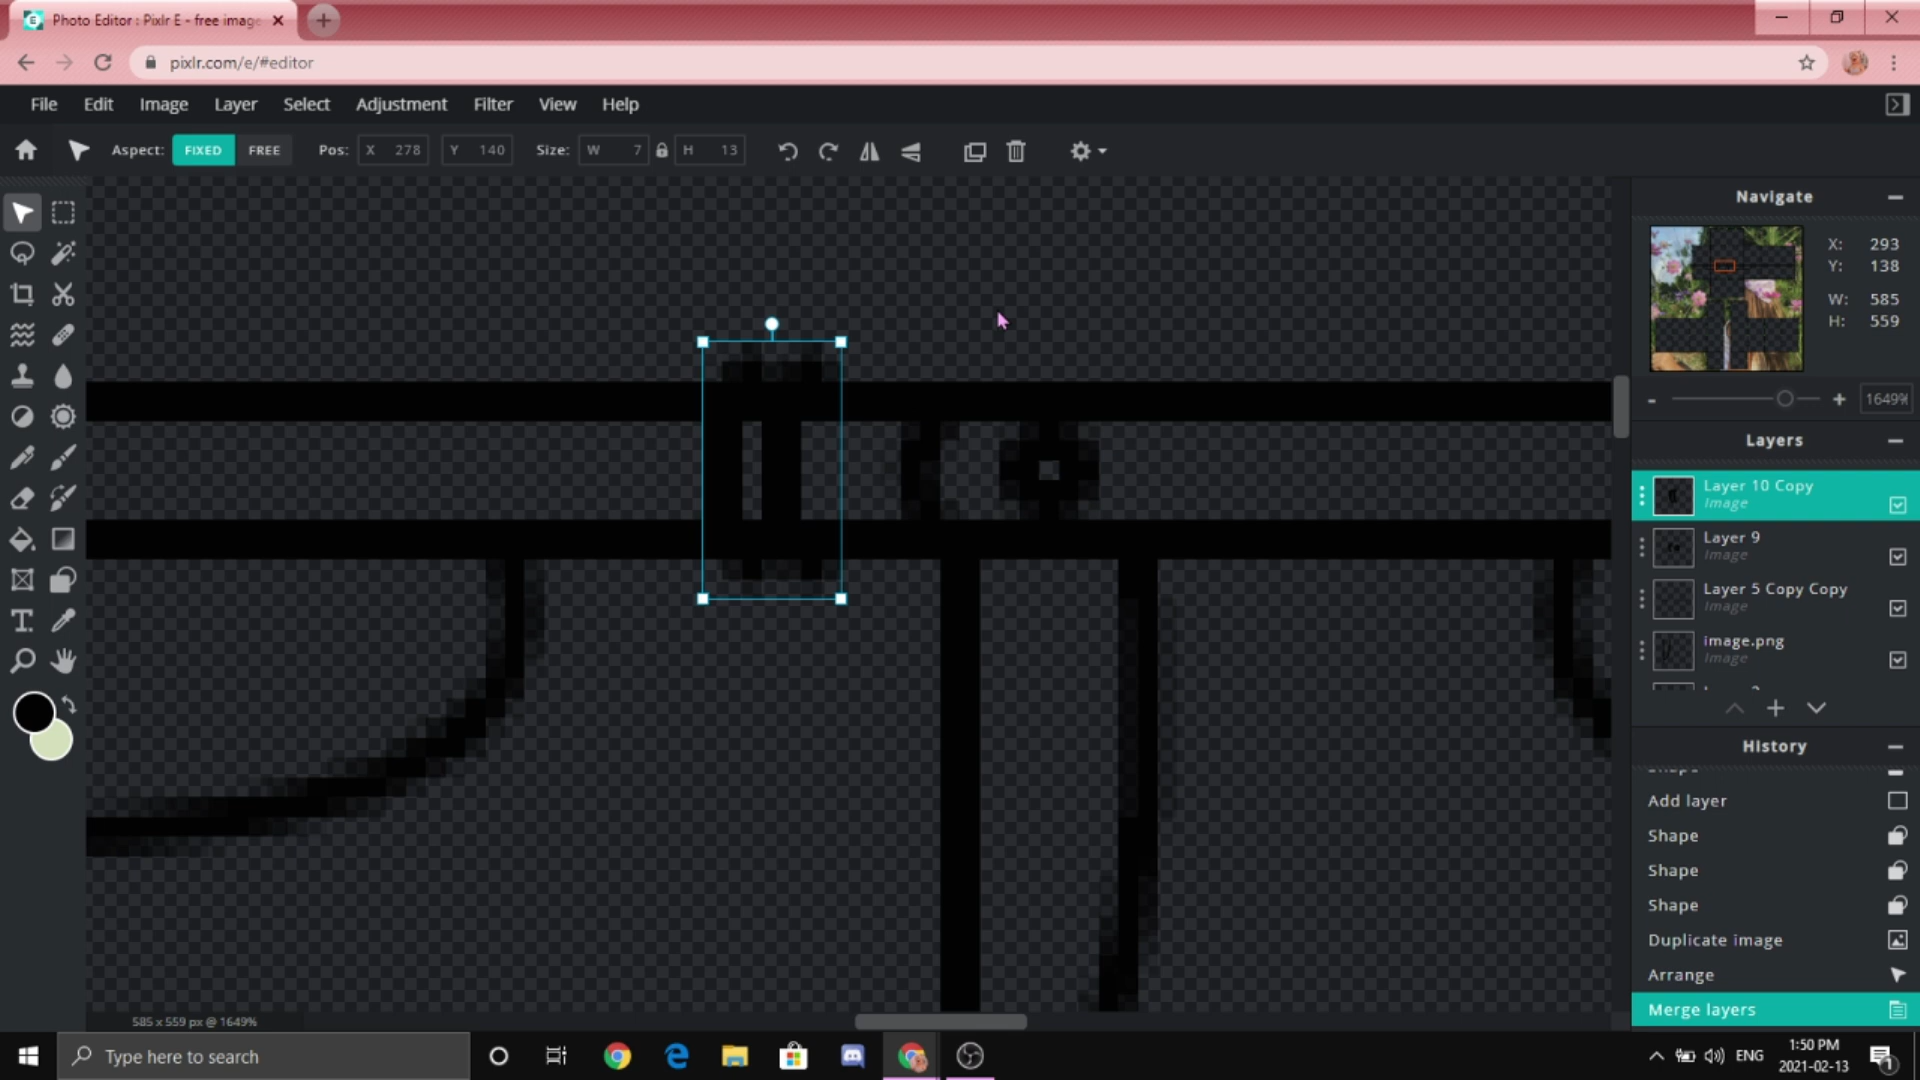 Photo Editor : Pixlr E - free image
pixlr.com/e/#editor
File Edit Image Layer Select Adjustment Filter View Help
Aspect: FIXED FREE Pos: X 278 Y 140 Size: W 7 H 13
Navigate
X: 293
Y: 138
W: 585
H: 559
- + 1649%
Layers
Layer 10 Copy
Image
Layer 9
Image
Layer 5 Copy Copy
Image
image.png
Image
History
Add layer
Shape
Shape
Shape
Duplicate image
Arrange
Merge layers
585 x 559 px @ 1649%
Type here to search
ENG
1:50 PM
2021-02-13
1